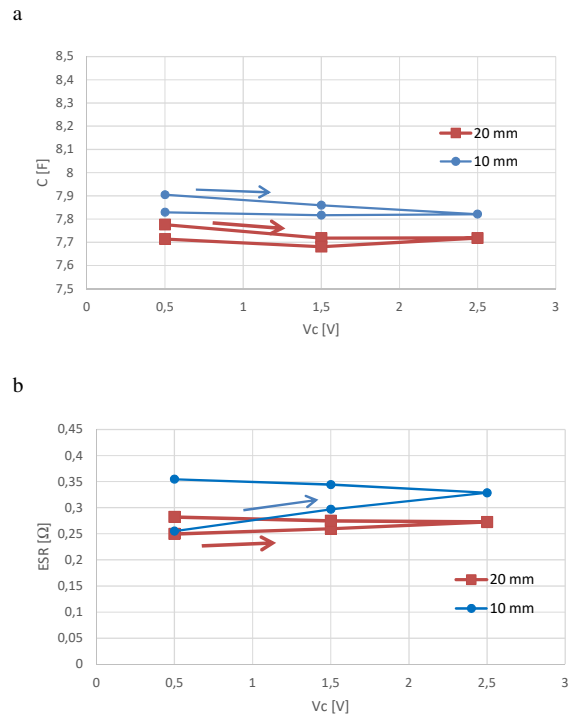 a
8,5
8,4
8,3
8,2
8,1
8
7,9
7,8
7,7
7,6
7,5
C [F]
20 mm
10 mm
0 0,5 1 1,5 2 2,5 3
Vc [V]
b
0,45
0,4
0,35
0,3
0,25
0,2
0,15
0,1
0,05
0
ESR [Ω]
20 mm
10 mm
0 0,5 1 1,5 2 2,5 3
Vc [V]